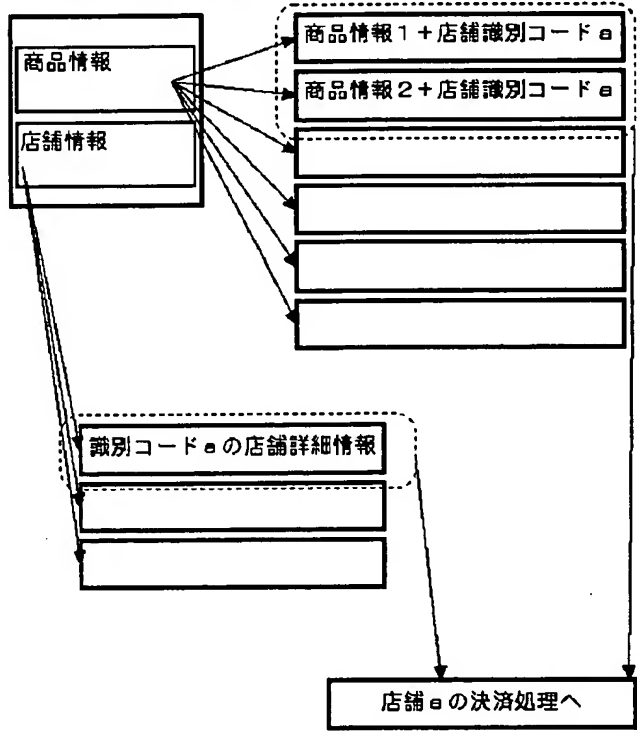 商品情報
店舗情報
商品情報1+店舗識別コードa
商品情報2+店舗識別コードa
識別コードaの店舗詳細情報
店舗aの決済処理へ